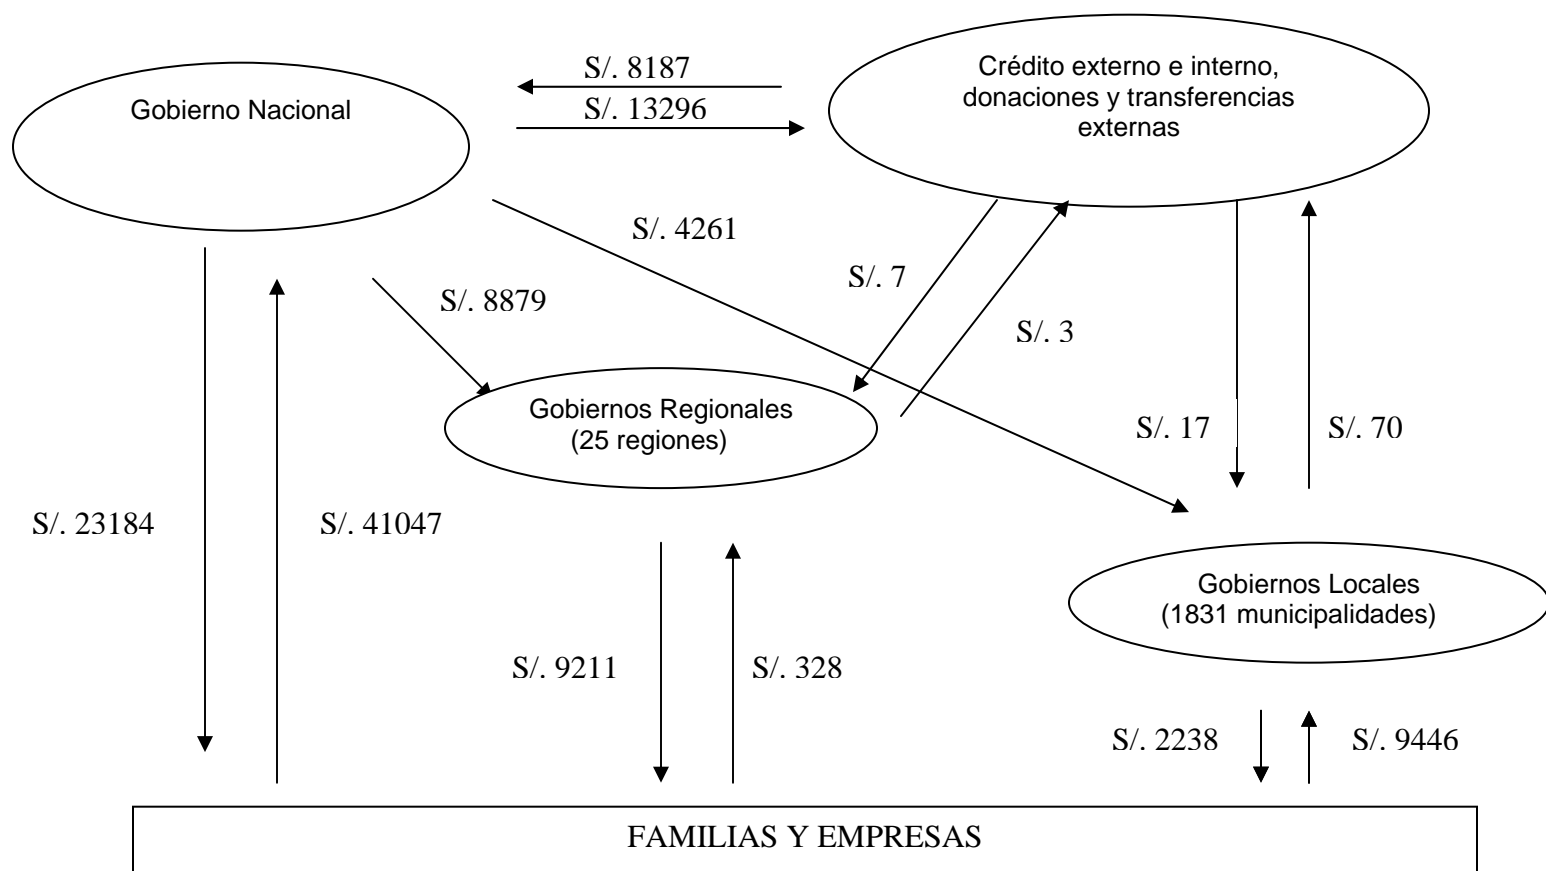 S/. 8187
S/. 13296
Gobierno Nacional
Crédito externo e interno,
donaciones y transferencias
externas
S/. 4261
S/. 8879
S/. 7
S/. 3
Gobiernos Regionales
(25 regiones)
S/. 17
S/. 70
S/. 23184
S/. 41047
Gobiernos Locales
(1831 municipalidades)
S/. 9211
S/. 328
S/. 2238
S/. 9446
FAMILIAS Y EMPRESAS